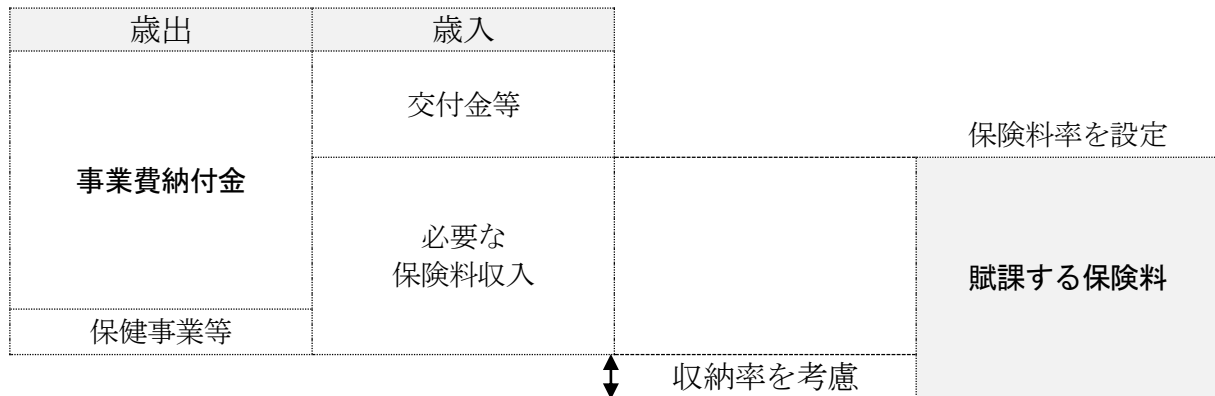 歳出
歳入
交付金等
保険料率を設定
事業費納付金
必要な
保険料収入
賦課する保険料
保健事業等
収納率を考慮